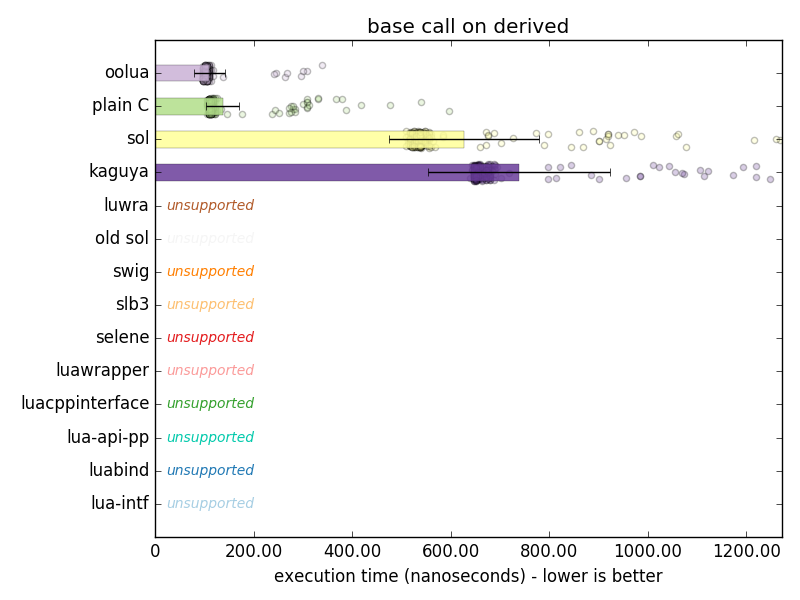 base call on derived
oolua
plain C
sol
kaguya
luwra unsupported
old sol unsupported
swig unsupported
slb3 unsupported
selene unsupported
luawrapper unsupported
luacppinterface unsupported
lua-api-pp unsupported
luabind unsupported
lua-intf unsupported
0 200.00 400.00 600.00 800.00 1000.00 1200.00
execution time (nanoseconds) - lower is better